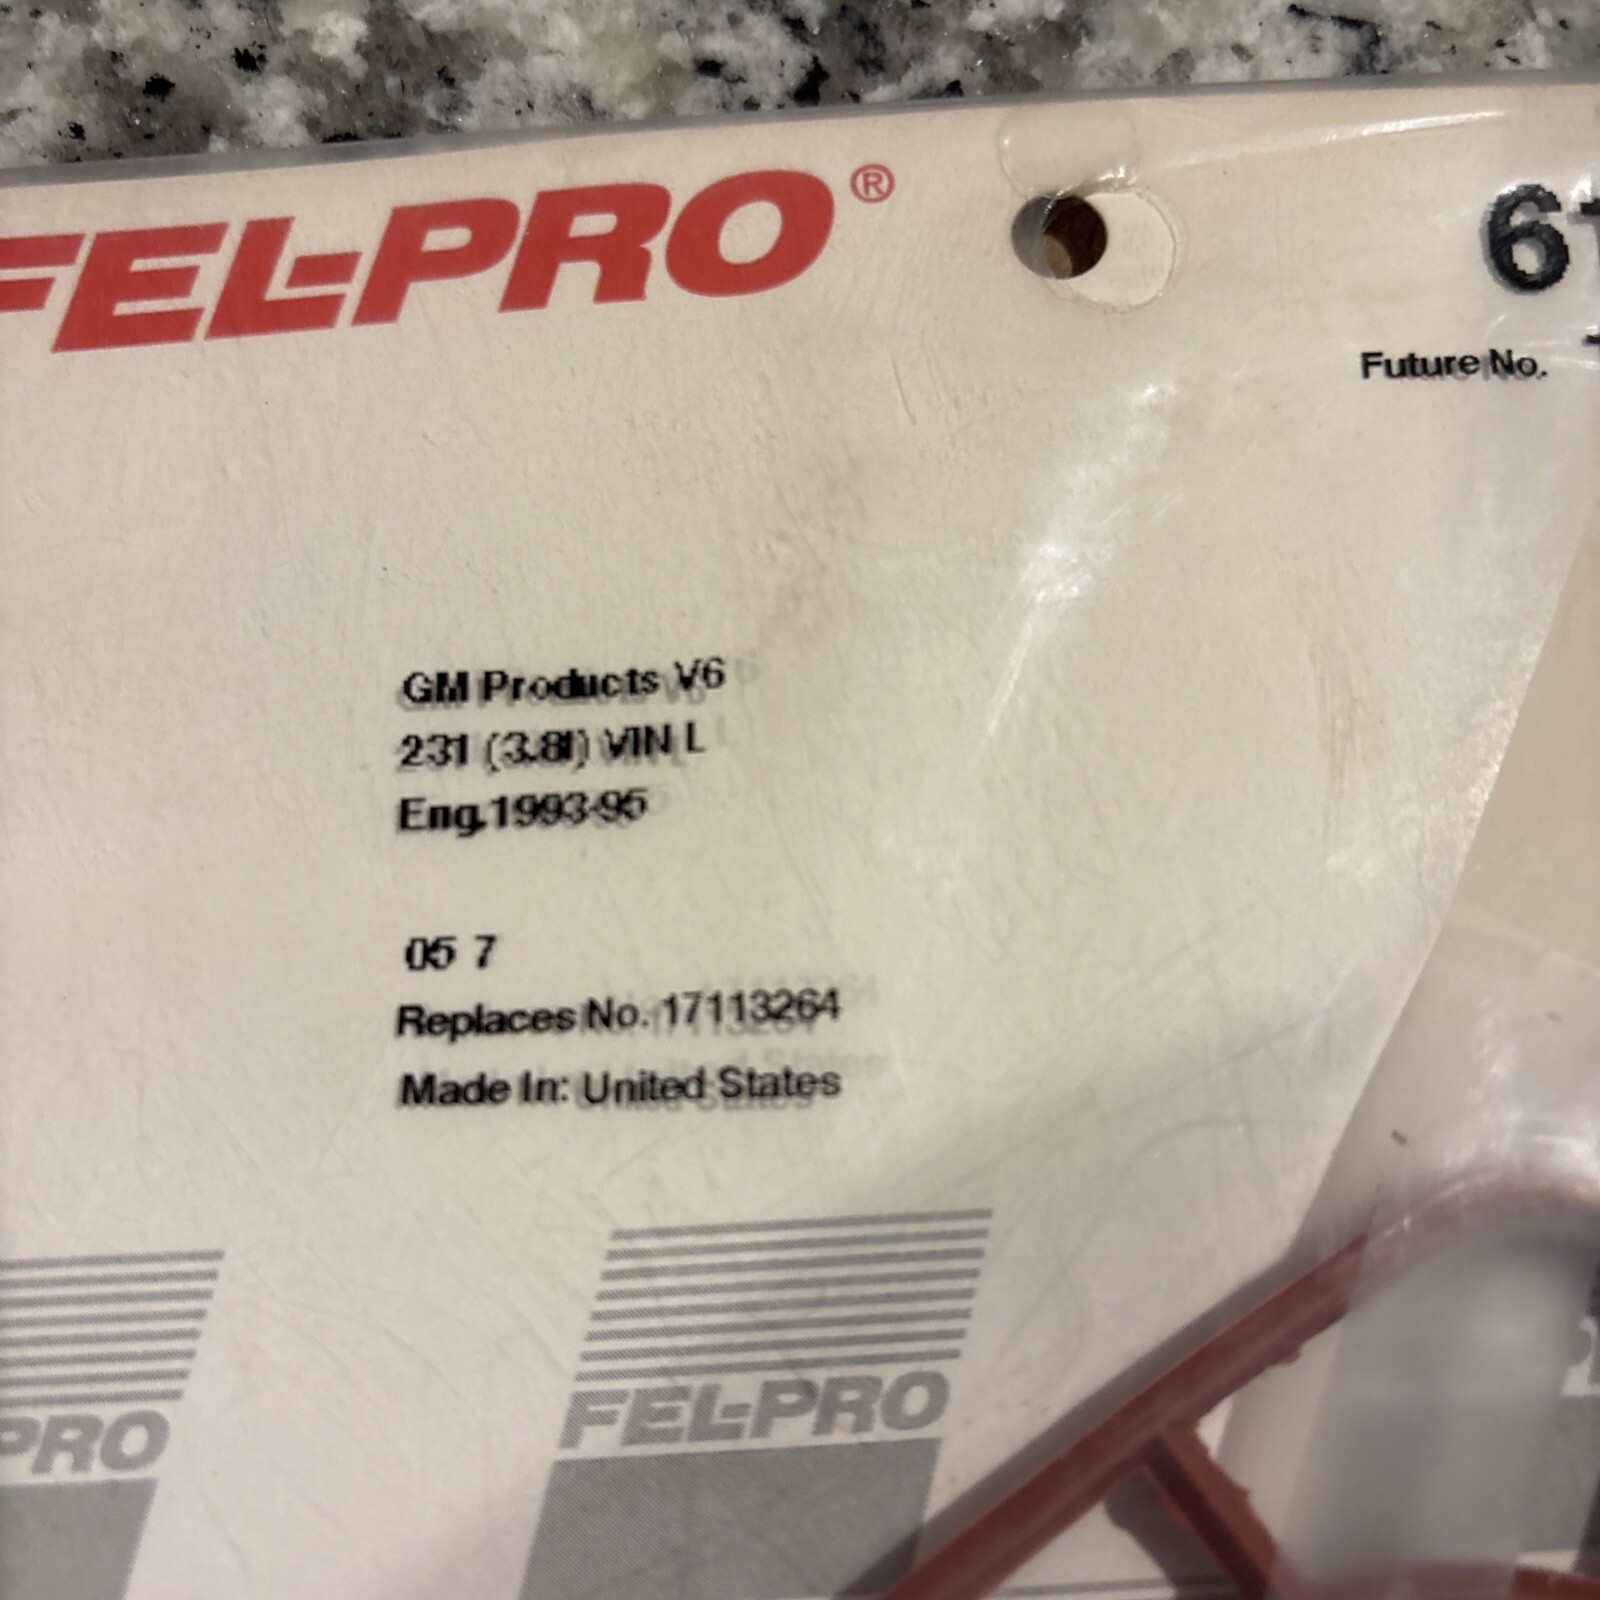 FEL-PRO®
Future No.
GM Products V6
231 (3.8l) VIN L
Eng.1993-95
05 7
Replaces No. 17113264
Made In: United States
FEL-PRO
PRO